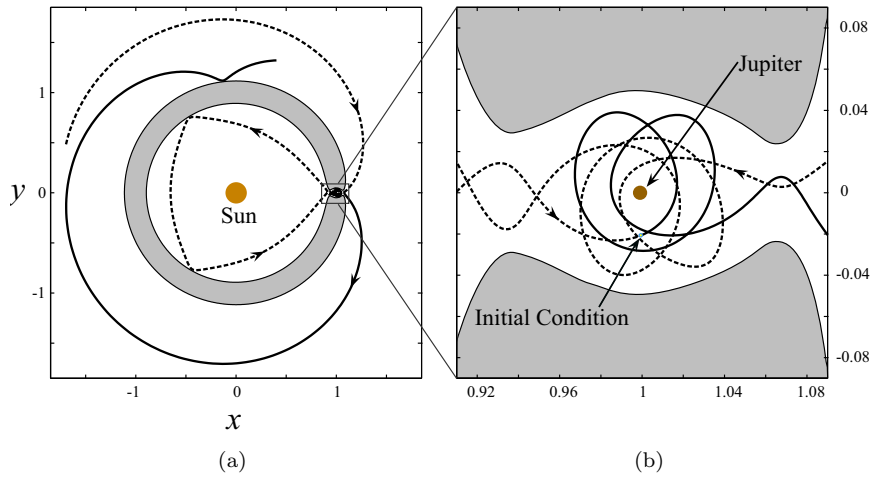 1
0
-1
y
Sun
-1
0
1
x
(a)
Jupiter
Initial Condition
0.08
0.04
0
-0.04
-0.08
0.92
0.96
1
1.04
1.08
(b)